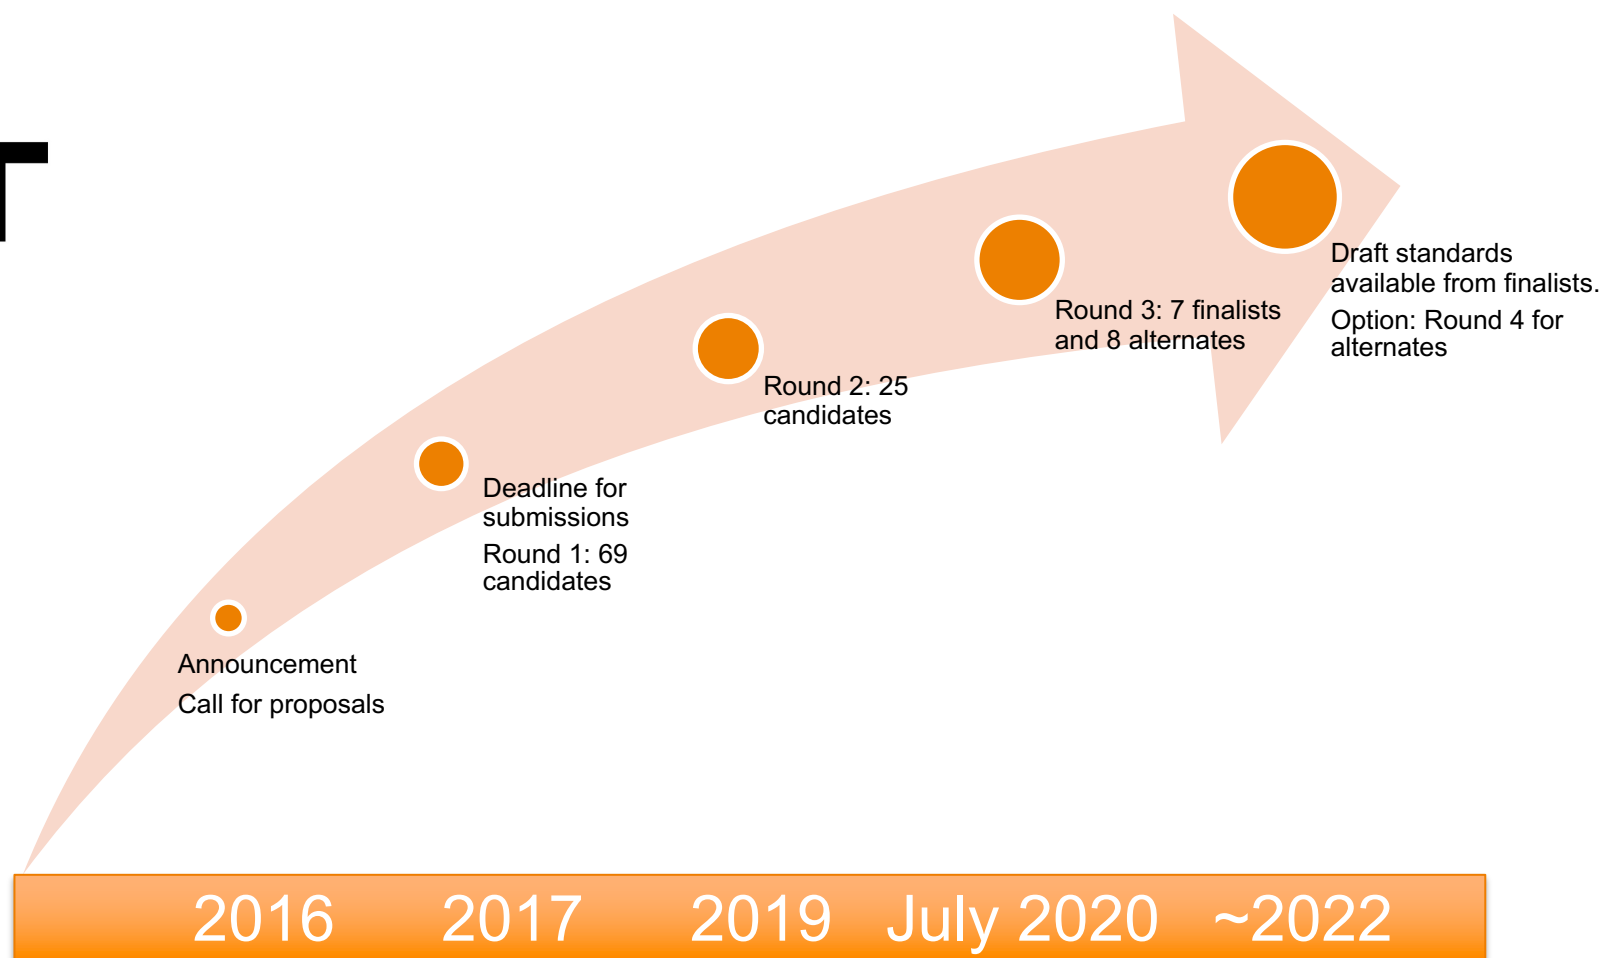 T
Announcement
Call for proposals
Deadline for
submissions
Round 1: 69
candidates
Round 2: 25
candidates
Round 3: 7 finalists
and 8 alternates
Draft standards
available from finalists.
Option: Round 4 for
alternates
2016 2017 2019 July 2020 ~2022